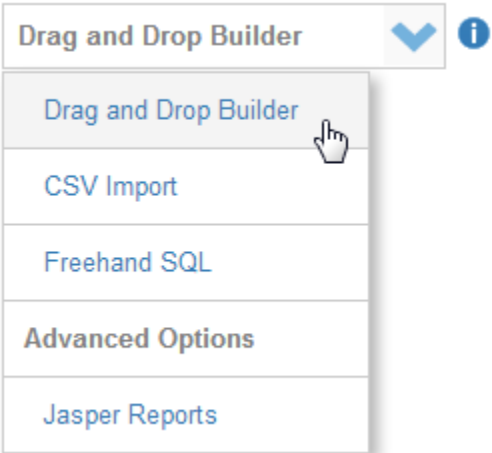 Drag and Drop Builder
Drag and Drop Builder
CSV Import
Freehand SQL
Advanced Options
Jasper Reports